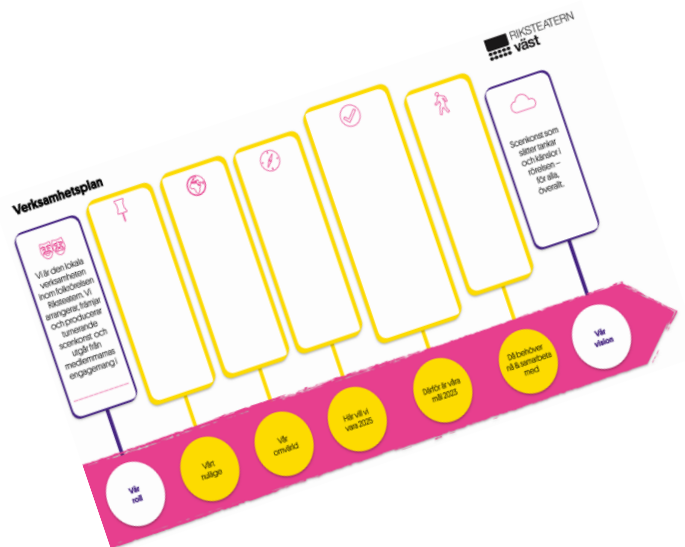 RIKSTEATERN
väst
Verksamhetsplan
Vi är den lokala
verksamheten
inom folkrörelsen
Riksteatern. Vi
arrangerar, främjar
och producerar
turnerande
scenkonst och
utgår från
medlemmarnas
engagemang i
Scenkonst som
sätter tankar
och känslor i
rörelsen –
för alla,
överallt.
Vår
roll
Vårt
nuläge
Vår
omvärld
Här vill vi
vara 2025
Därför är våra
mål 2023
Då behöver
nå & samarbeta
med
Vår
vision